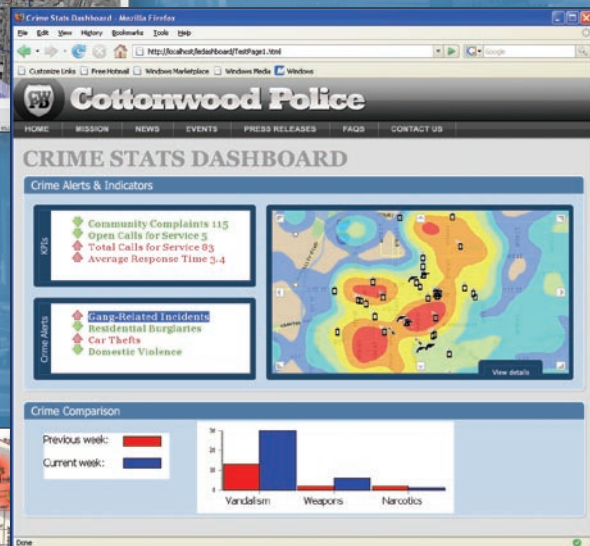 Crime Stats Dashboard - Mozilla Firefox
File Edit View History Bookmarks Tools Help
http://localhost/ledashboard/TestPage1.html
Google
Customize Links Free Hotmail Windows Marketplace Windows Media Windows
Cottonwood Police
HOME MISSION NEWS EVENTS PRESS RELEASES FAQS CONTACT US
CRIME STATS DASHBOARD
Crime Alerts & Indicators
KPIs
Community Complaints 115
Open Calls for Service 5
Total Calls for Service 83
Average Response Time 3.4
Crime Alerts
Gang-Related Incidents
Residential Burglaries
Car Thefts
Domestic Violence
View details
Crime Comparison
Previous week:
Current week:
Vandalism Weapons Narcotics
Done